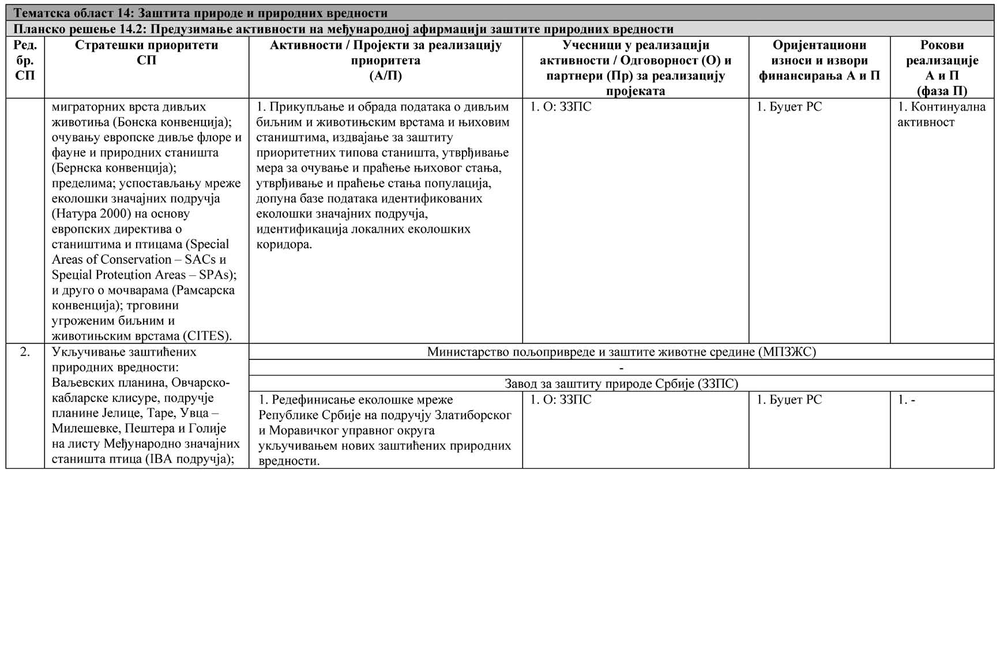 Тематска област 14: Заштита природе и природних вредности
Планско решење 14.2: Предузимање активности на међународној афирмацији заштите природних вредности
Ред.
бр.
СП
Стратешки приоритети
СП
Активности / Пројекти за реализацију
приоритета
(А/П)
Учесници у реализацији
активности / Одговорност (О) и
партнери (Пр) за реализацију
пројеката
Оријентациони
износи и извори
финансирања А и П
Рокови
реализације
А и П
(фаза П)
миграторних врста дивљих
животиња (Бонска конвенција);
очувању европске дивље флоре и
фауне и природних станишта
(Бернска конвенција);
пределима; успостављању мреже
еколошки значајних подручја
(Натура 2000) на основу
европских директива о
стаништима и птицама (Special
Areas of Conservation – SACs и
Speцial Proteцtion Areas – SPAs);
и друго о мочварама (Рамсарска
конвенција); трговини
угроженим биљним и
животињским врстама (CITES).
1. Прикупљање и обрада података о дивљим
биљним и животињским врстама и њиховим
стаништима, издвајање за заштиту
приоритетних типова станишта, утврђивање
мера за очување и праћење њиховог стања,
утврђивање и праћење стања популација,
допуна базе података идентификованих
еколошки значајних подручја,
идентификација локалних еколошких
коридора.
1. О: ЗЗПС
1. Буџет РС
1. Континуална
активност
2.
Укључивање заштићених
природних вредности:
Ваљевских планина, Овчарско-
кабларске клисуре, подручје
планине Јелице, Таре, Увца –
Милешевке, Пештера и Голије
на листу Међународно значајних
станишта птица (IBA подручја);
Министарство пољопривреде и заштите животне средине (МПЗЖС)
-
Завод за заштиту природе Србије (ЗЗПС)
1. Редефинисање еколошке мреже
Републике Србије на подручју Златиборског
и Моравичког управног округа
укључивањем нових заштићених природних
вредности.
1. О: ЗЗПС
1. Буџет РС
1. -